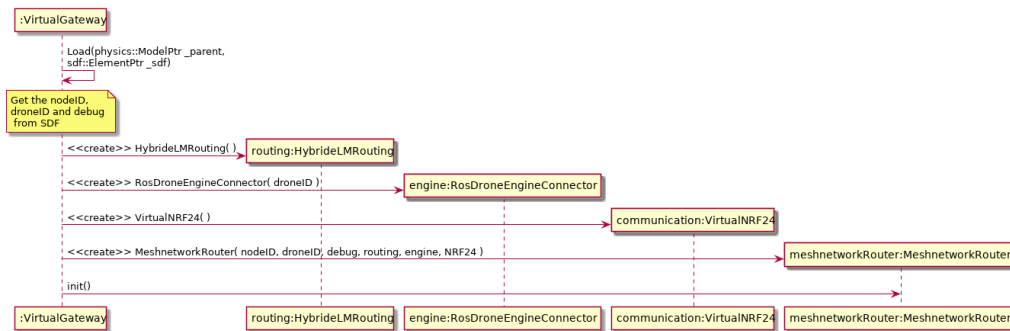 :VirtualGateway
Load(physics::ModelPtr _parent,
sdf::ElementPtr _sdf)
Get the nodeID,
droneID and debug
from SDF
<<create>> HybrideLMRouting( )
routing:HybrideLMRouting
<<create>> RosDroneEngineConnector( droneID )
engine:RosDroneEngineConnector
<<create>> VirtualNRF24( )
communication:VirtualNRF24
<<create>> MeshnetworkRouter( nodeID, droneID, debug, routing, engine, NRF24 )
meshnetworkRouter:MeshnetworkRouter
init()
:VirtualGateway
routing:HybrideLMRouting
engine:RosDroneEngineConnector
communication:VirtualNRF24
meshnetworkRouter:MeshnetworkRouter